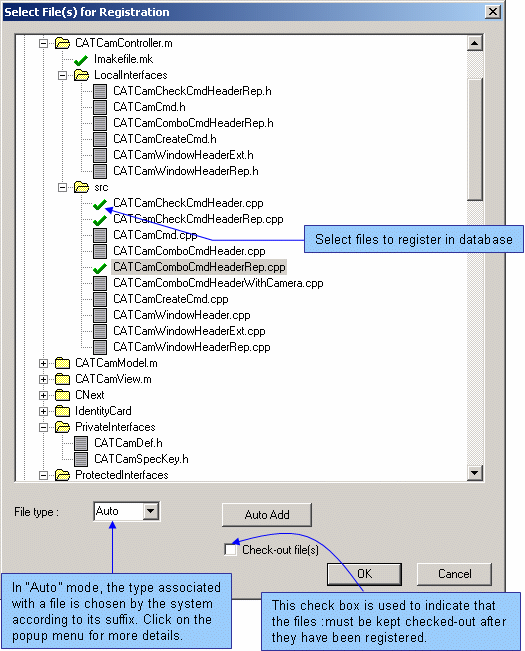 Select File(s) for Registration
CATCamController.m
Imakefile.mk
LocalInterfaces
CATCamCheckCmdHeaderRep.h
CATCamCmd.h
CATCamComboCmdHeaderRep.h
CATCamCreateCmd.h
CATCamWindowHeaderExt.h
CATCamWindowHeaderRep.h
src
CATCamCheckCmdHeader.cpp
CATCamCheckCmdHeaderRep.cpp
CATCamCmd.cpp
CATCamComboCmdHeader.cpp
CATCamComboCmdHeaderRep.cpp
CATCamComboCmdHeaderWithCamera.cpp
CATCamCreateCmd.cpp
CATCamWindowHeader.cpp
CATCamWindowHeaderExt.cpp
CATCamWindowHeaderRep.cpp
CATCamModel.m
CATCamView.m
CNext
IdentityCard
PrivateInterfaces
CATCamDef.h
CATCamSpecKey.h
ProtectedInterfaces
Select files to register in database
File type :
Auto
Auto Add
Check-out file(s)
OK
Cancel
In "Auto" mode, the type associated
with a file is chosen by the system
according to its suffix. Click on the
popup menu for more details.
This check box is used to indicate that
the files :must be kept checked-out after
they have been registered.